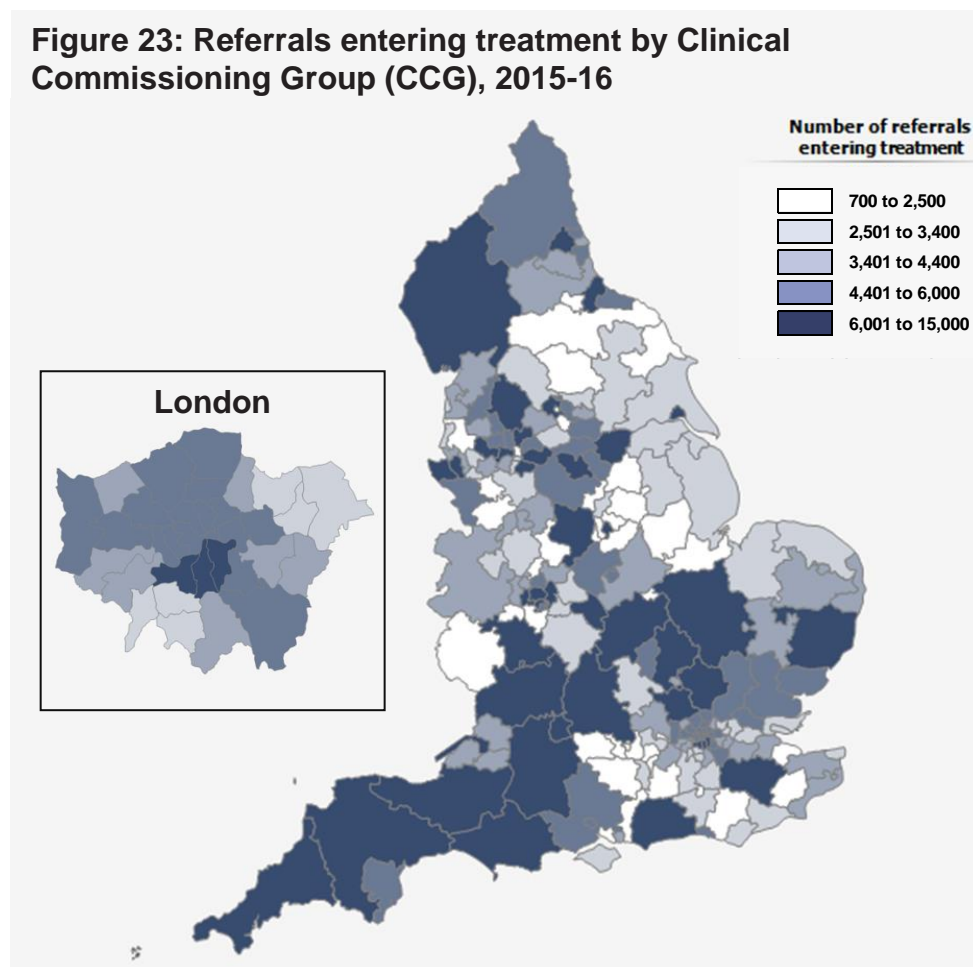 Figure 23: Referrals entering treatment by Clinical
Commissioning Group (CCG), 2015-16
Number of referrals
entering treatment
700 to 2,500
2,501 to 3,400
3,401 to 4,400
4,401 to 6,000
6,001 to 15,000
London